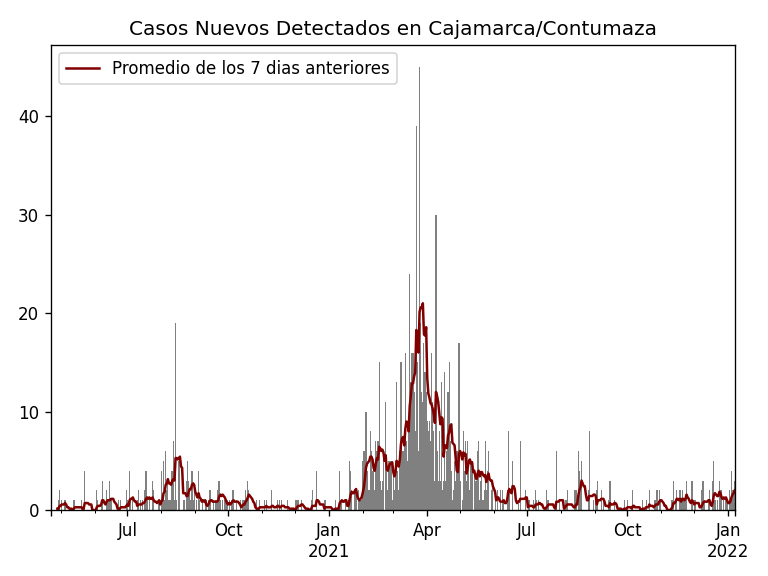 Casos Nuevos Detectados en Cajamarca/Contumaza
Promedio de los 7 dias anteriores
40
30
20
10
0
Jul Oct Jan Apr Jul Oct Jan
2021 2022